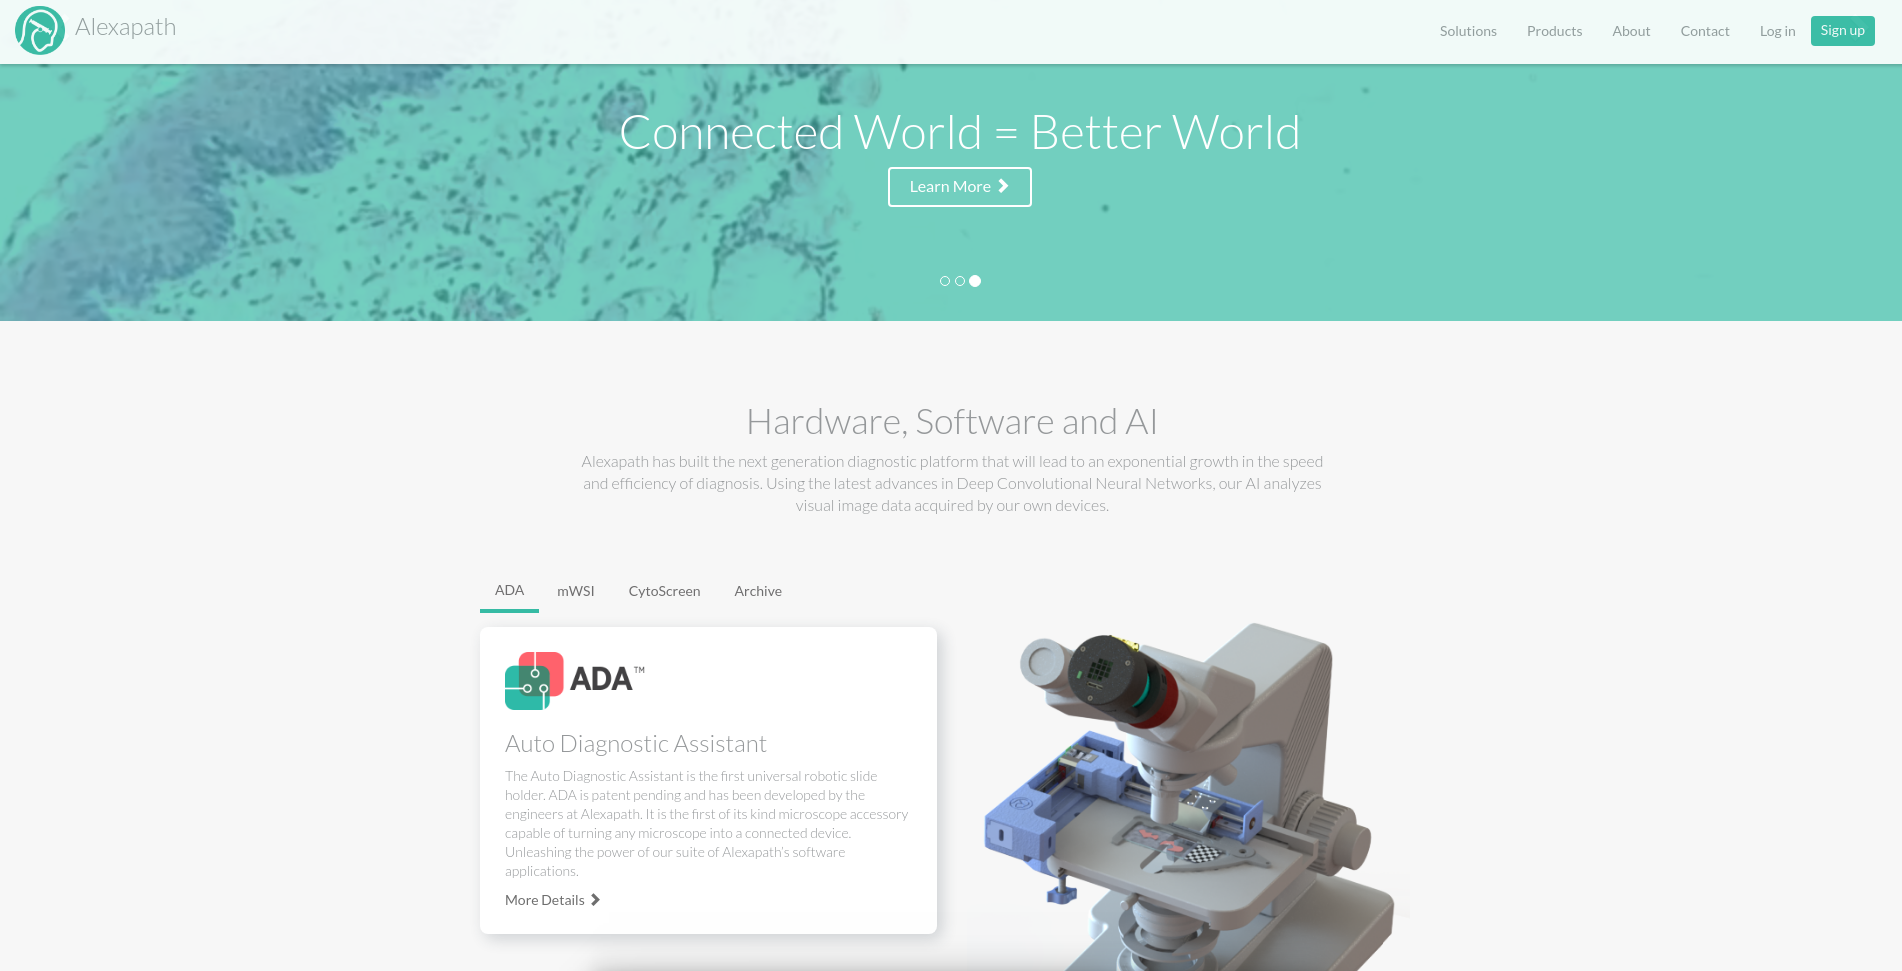 Alexapath
Solutions
Products
About
Contact
Log in
Sign up
Connected World = Better World
Learn More
Hardware, Software and AI
Alexapath has built the next generation diagnostic platform that will lead to an exponential growth in the speed
and efficiency of diagnosis. Using the latest advances in Deep Convolutional Neural Networks, our AI analyzes
visual image data acquired by our own devices.
ADA
mWSI
CytoScreen
Archive
ADA™
Auto Diagnostic Assistant
The Auto Diagnostic Assistant is the first universal robotic slide
holder. ADA is patent pending and has been developed by the
engineers at Alexapath. It is the first of its kind microscope accessory
capable of turning any microscope into a connected device.
Unleashing the power of our suite of Alexapath's software
applications.
More Details